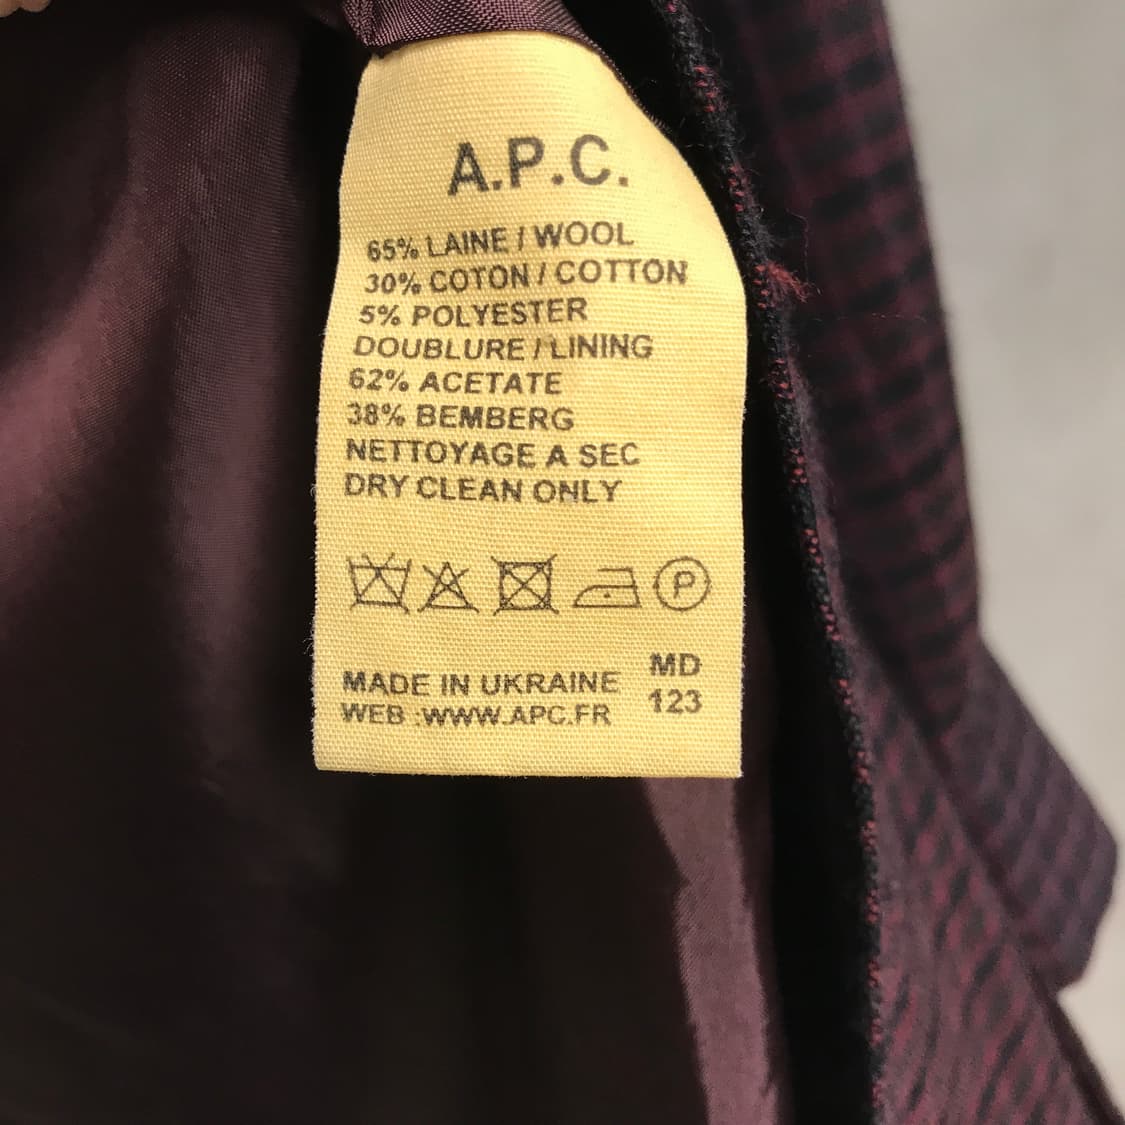 A.P.C.
65% LAINE / WOOL
30% COTON / COTTON
5% POLYESTER
DOUBLURE / LINING
62% ACETATE
38% BEMBERG
NETTOYAGE A SEC
DRY CLEAN ONLY
P
MADE IN UKRAINE
WEB :WWW.APC.FR
MD
123